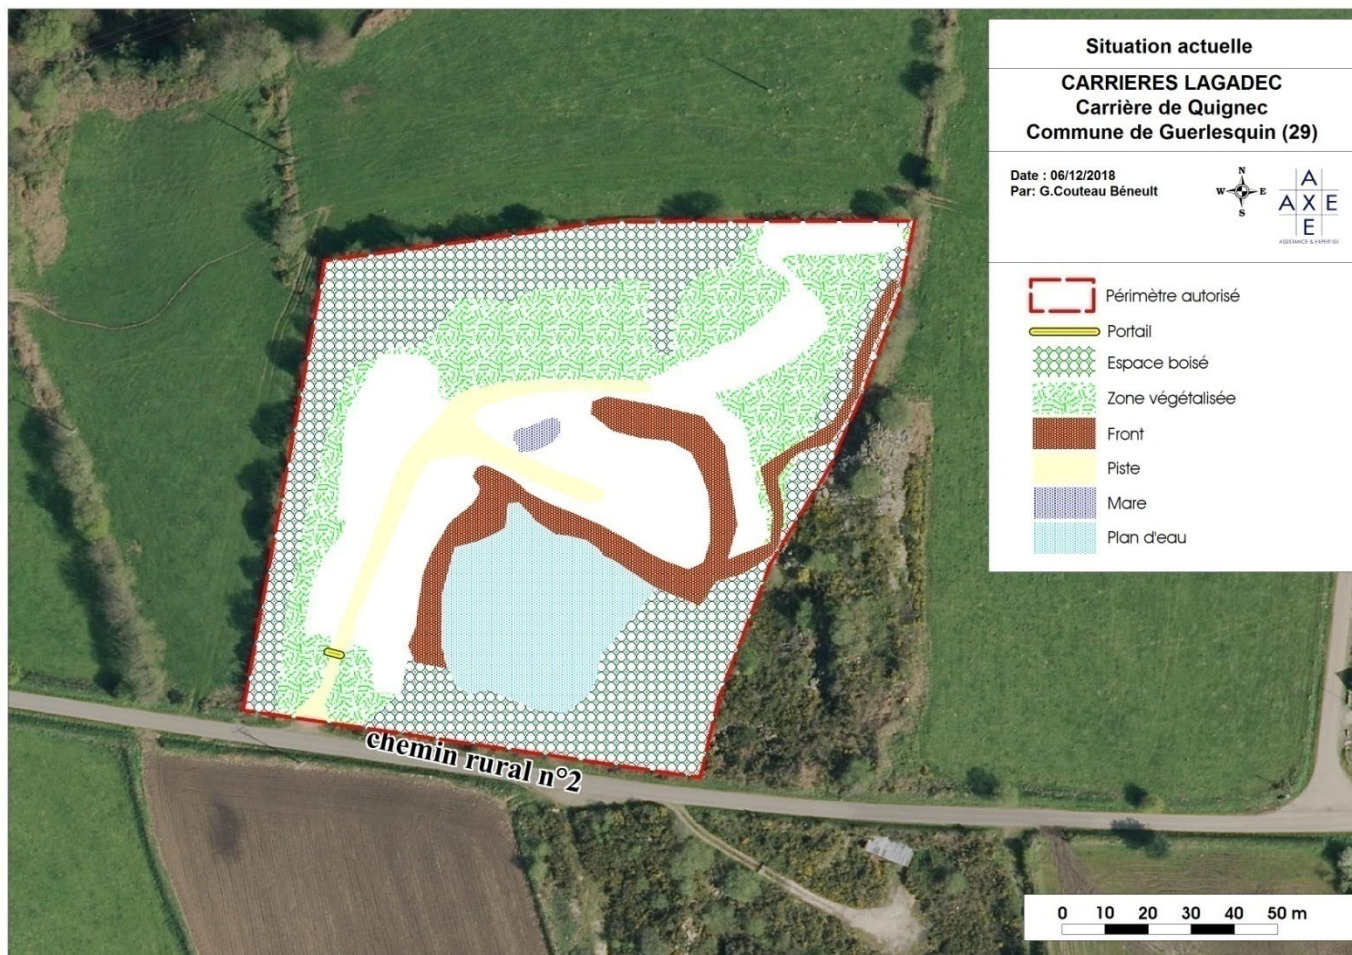 Situation actuelle
CARRIERES LAGADEC
Carrière de Quignec
Commune de Guerlesquin (29)
Date : 06/12/2018
Par: G.Couteau Béneult
N
W E
S
A
A X E
E
ASSISTANCE & EXPERTISE
Périmètre autorisé
Portail
Espace boisé
Zone végétalisée
Front
Piste
Mare
Plan d'eau
chemin rural n°2
0 10 20 30 40 50 m